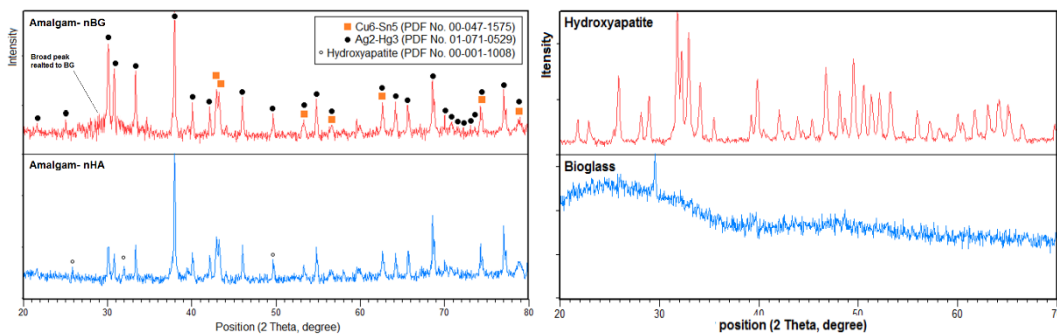 Amalgam- nBG
Cu6-Sn5 (PDF No. 00-047-1575)
Ag2-Hg3 (PDF No. 01-071-0529)
Hydroxyapatite (PDF No. 00-001-1008)
Broad peak
realted to BG
Intensity
Amalgam- nHA
20 30 40 50 60 70 80
Position (2 Theta, degree)
Hydroxyapatite
Itensity
Bioglass
20 30 40 50 60 70
position (2 Theta, degree)